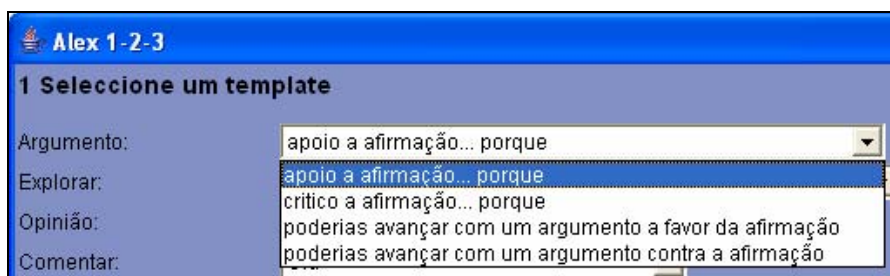 Alex 1-2-3
1 Seleccione um template
Argumento:
apoio a afirmação... porque
Explorar:
apoio a afirmação... porque
critico a afirmação... porque
Opinião:
poderias avançar com um argumento a favor da afirmação
Comentar:
poderias avançar com um argumento contra a afirmação